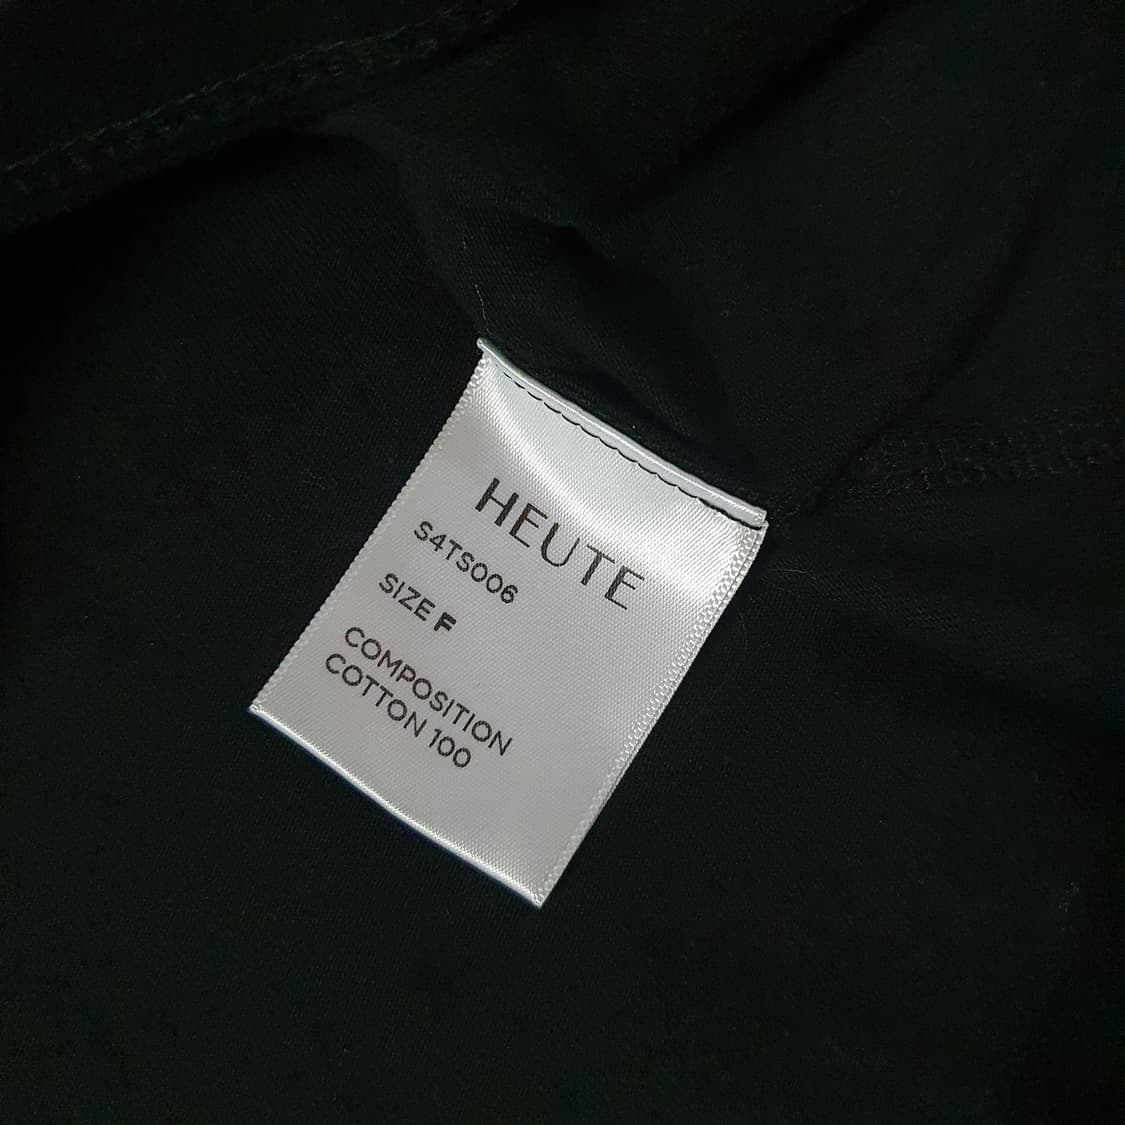 HEUTE
S4TS006
SIZE F
COMPOSITION
COTTON 100